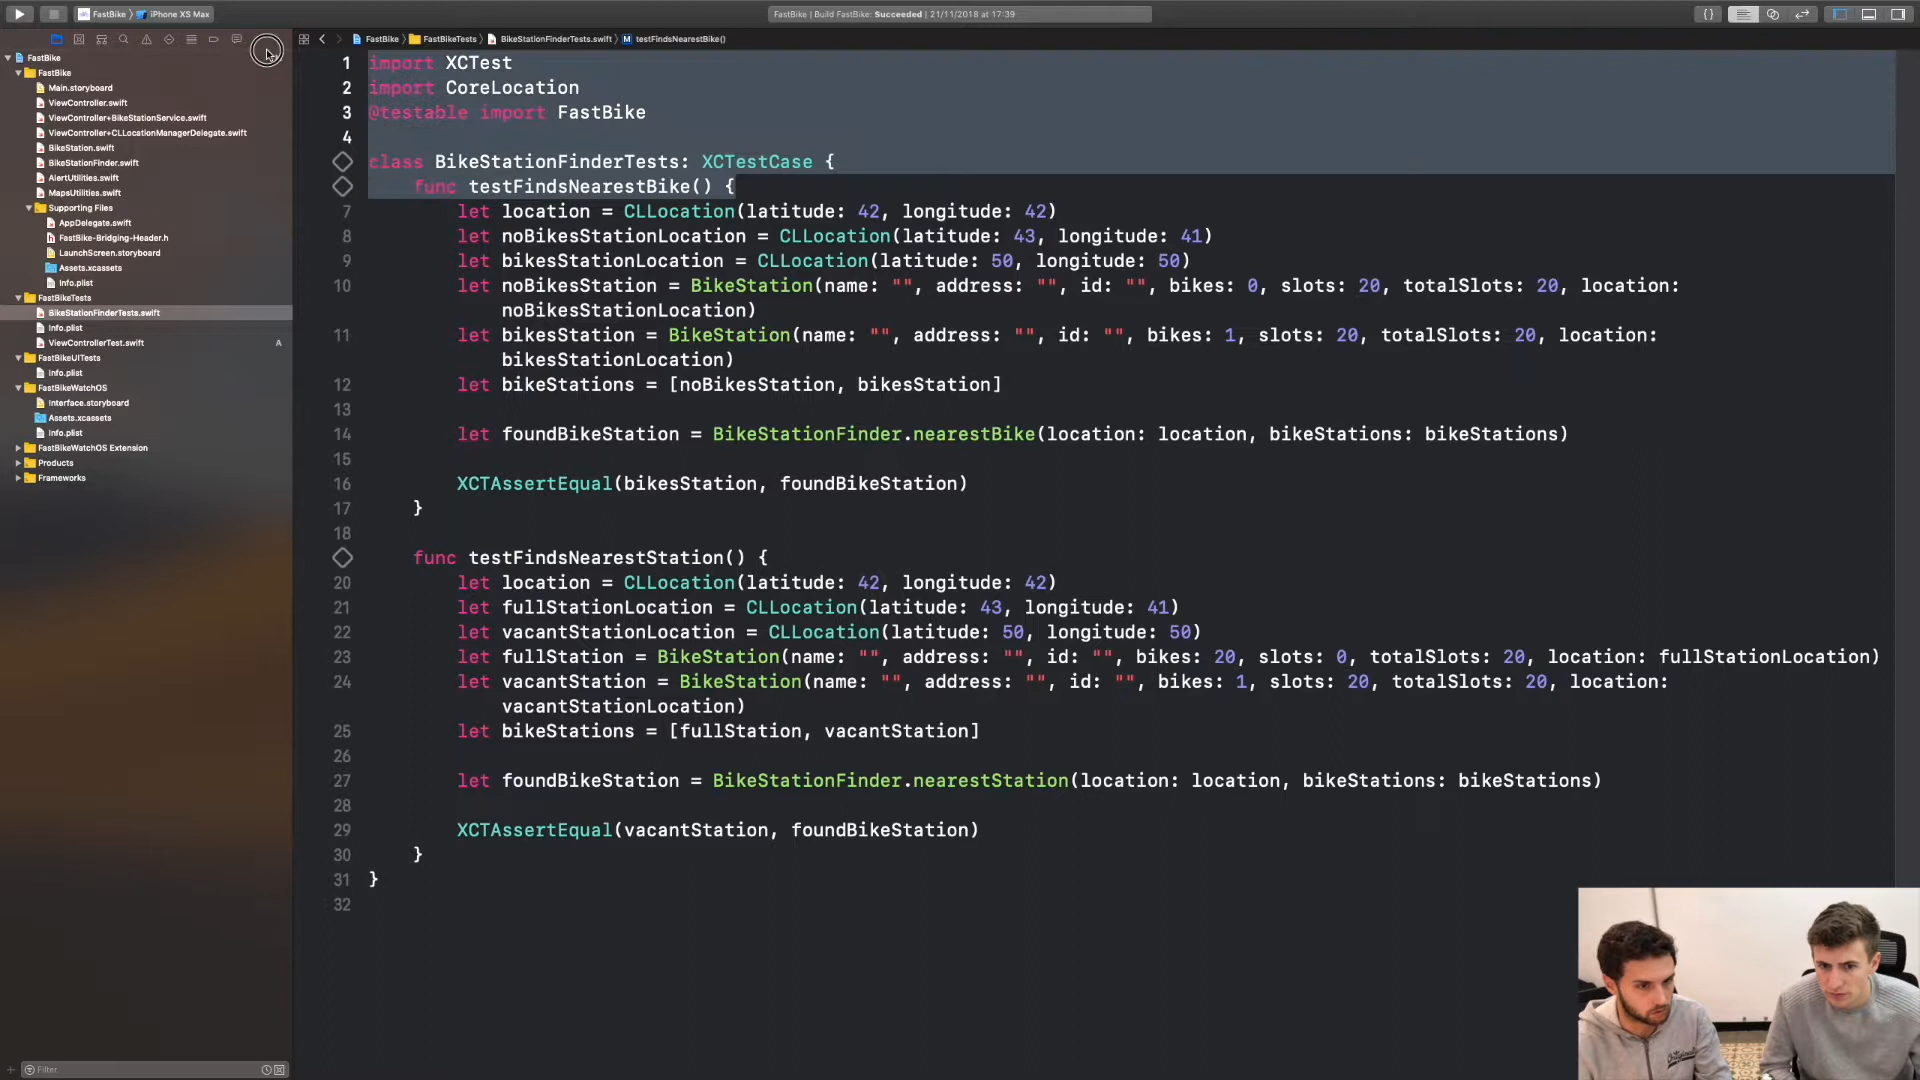 FastBike
iPhone XS Max
FastBike | Build FastBike: Succeeded | 21/11/2018 at 17:39
{ }
FastBike
FastBikeTests
BikeStationFinderTests.swift
M testFindsNearestBike()
FastBike
FastBike
Main.storyboard
ViewController.swift
ViewController+BikeStationService.swift
ViewController+CLLocationManagerDelegate.swift
BikeStation.swift
BikeStationFinder.swift
AlertUtilities.swift
MapsUtilities.swift
Supporting Files
AppDelegate.swift
FastBike-Bridging-Header.h
LaunchScreen.storyboard
Assets.xcassets
Info.plist
FastBikeTests
BikeStationFinderTests.swift
Info.plist
ViewControllerTest.swift A
FastBikeUITests
Info.plist
FastBikeWatchOS
Interface.storyboard
Assets.xcassets
Info.plist
FastBikeWatchOS Extension
Products
Frameworks
Filter
1 import XCTest
2 import CoreLocation
3 @testable import FastBike
4
class BikeStationFinderTests: XCTestCase {
func testFindsNearestBike() {
7 let location = CLLocation(latitude: 42, longitude: 42)
8 let noBikesStationLocation = CLLocation(latitude: 43, longitude: 41)
9 let bikesStationLocation = CLLocation(latitude: 50, longitude: 50)
10 let noBikesStation = BikeStation(name: "", address: "", id: "", bikes: 0, slots: 20, totalSlots: 20, location:
noBikesStationLocation)
11 let bikesStation = BikeStation(name: "", address: "", id: "", bikes: 1, slots: 20, totalSlots: 20, location:
bikesStationLocation)
12 let bikeStations = [noBikesStation, bikesStation]
13
14 let foundBikeStation = BikeStationFinder.nearestBike(location: location, bikeStations: bikeStations)
15
16 XCTAssertEqual(bikesStation, foundBikeStation)
17 }
18
func testFindsNearestStation() {
20 let location = CLLocation(latitude: 42, longitude: 42)
21 let fullStationLocation = CLLocation(latitude: 43, longitude: 41)
22 let vacantStationLocation = CLLocation(latitude: 50, longitude: 50)
23 let fullStation = BikeStation(name: "", address: "", id: "", bikes: 20, slots: 0, totalSlots: 20, location: fullStationLocation)
24 let vacantStation = BikeStation(name: "", address: "", id: "", bikes: 1, slots: 20, totalSlots: 20, location:
vacantStationLocation)
25 let bikeStations = [fullStation, vacantStation]
26
27 let foundBikeStation = BikeStationFinder.nearestStation(location: location, bikeStations: bikeStations)
28
29 XCTAssertEqual(vacantStation, foundBikeStation)
30 }
31 }
32